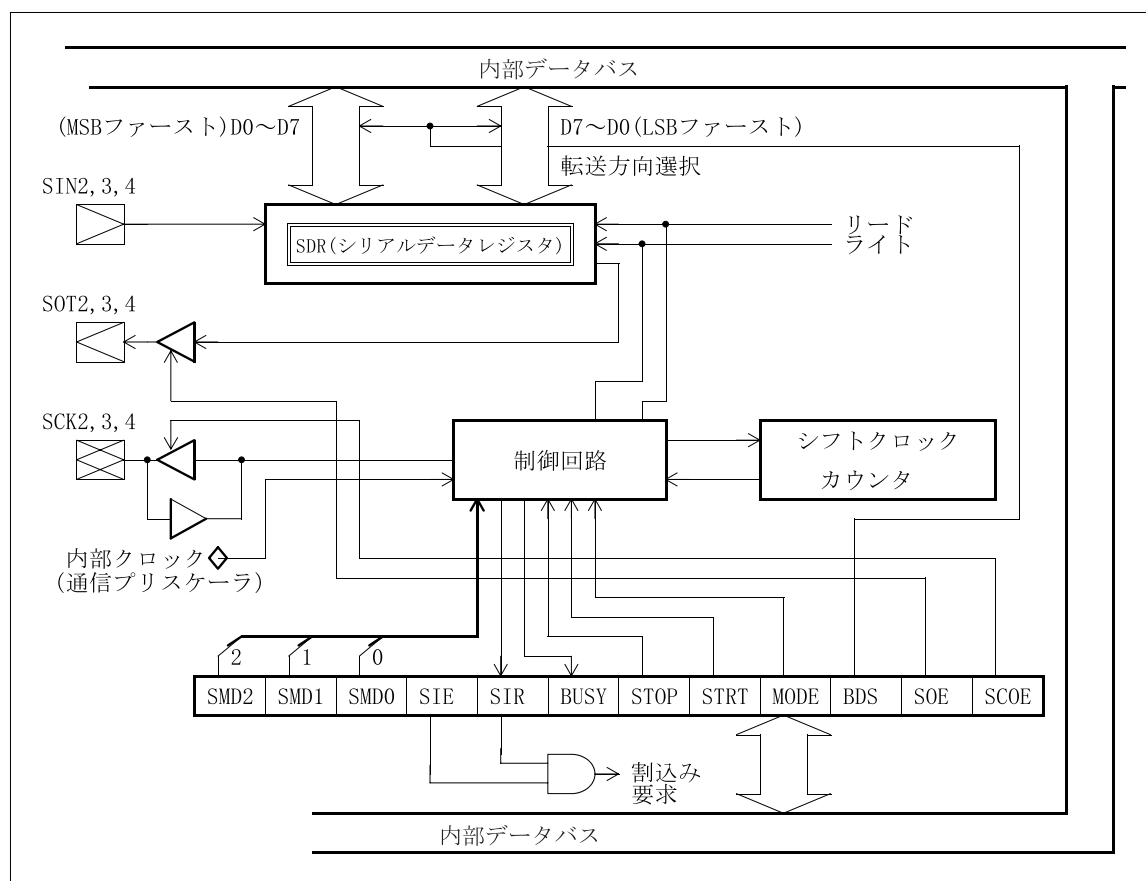 内部データバス
(MSBファースト)D0～D7
D7～D0(LSBファースト)
転送方向選択
SIN2,3,4
リード
SDR(シリアルデータレジスタ)
ライト
SOT2,3,4
SCK2,3,4
制御回路
シフトクロック
カウンタ
内部クロック
(通信プリスケーラ)
2 1 0
SMD2 SMD1 SMD0 SIE SIR BUSY STOP STRT MODE BDS SOE SCOE
割込み
要求
内部データバス